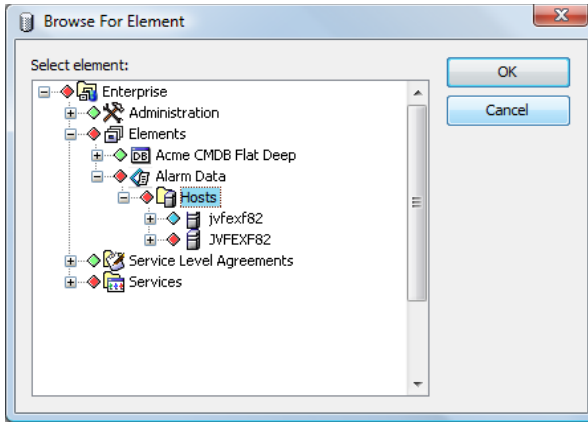 Browse For Element
Select element:
Enterprise
Administration
Elements
DB Acme CMDB Flat Deep
Alarm Data
Hosts
jvfexf82
JVFEXF82
Service Level Agreements
Services
OK
Cancel